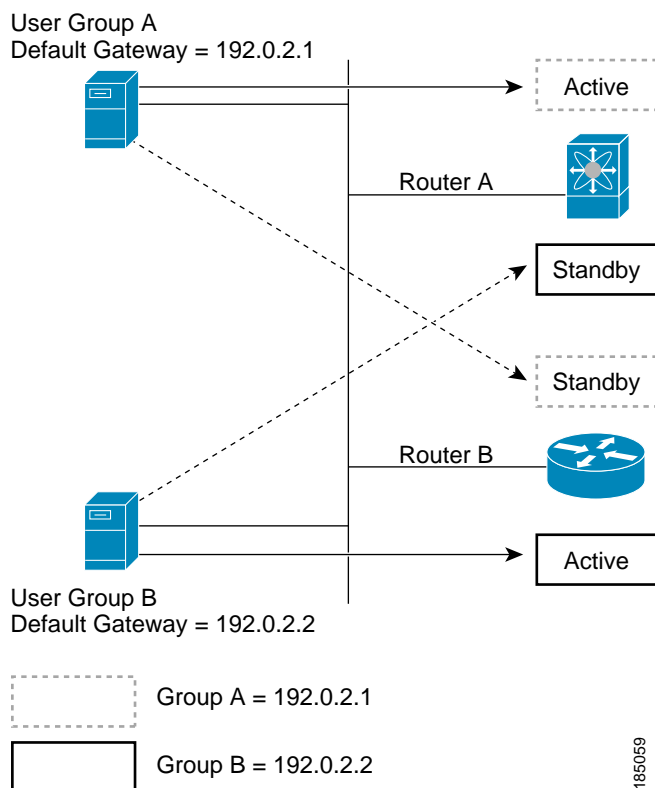 User Group A
Default Gateway = 192.0.2.1
Active
Router A
Standby
Standby
Router B
Active
User Group B
Default Gateway = 192.0.2.2
Group A = 192.0.2.1
Group B = 192.0.2.2
185059